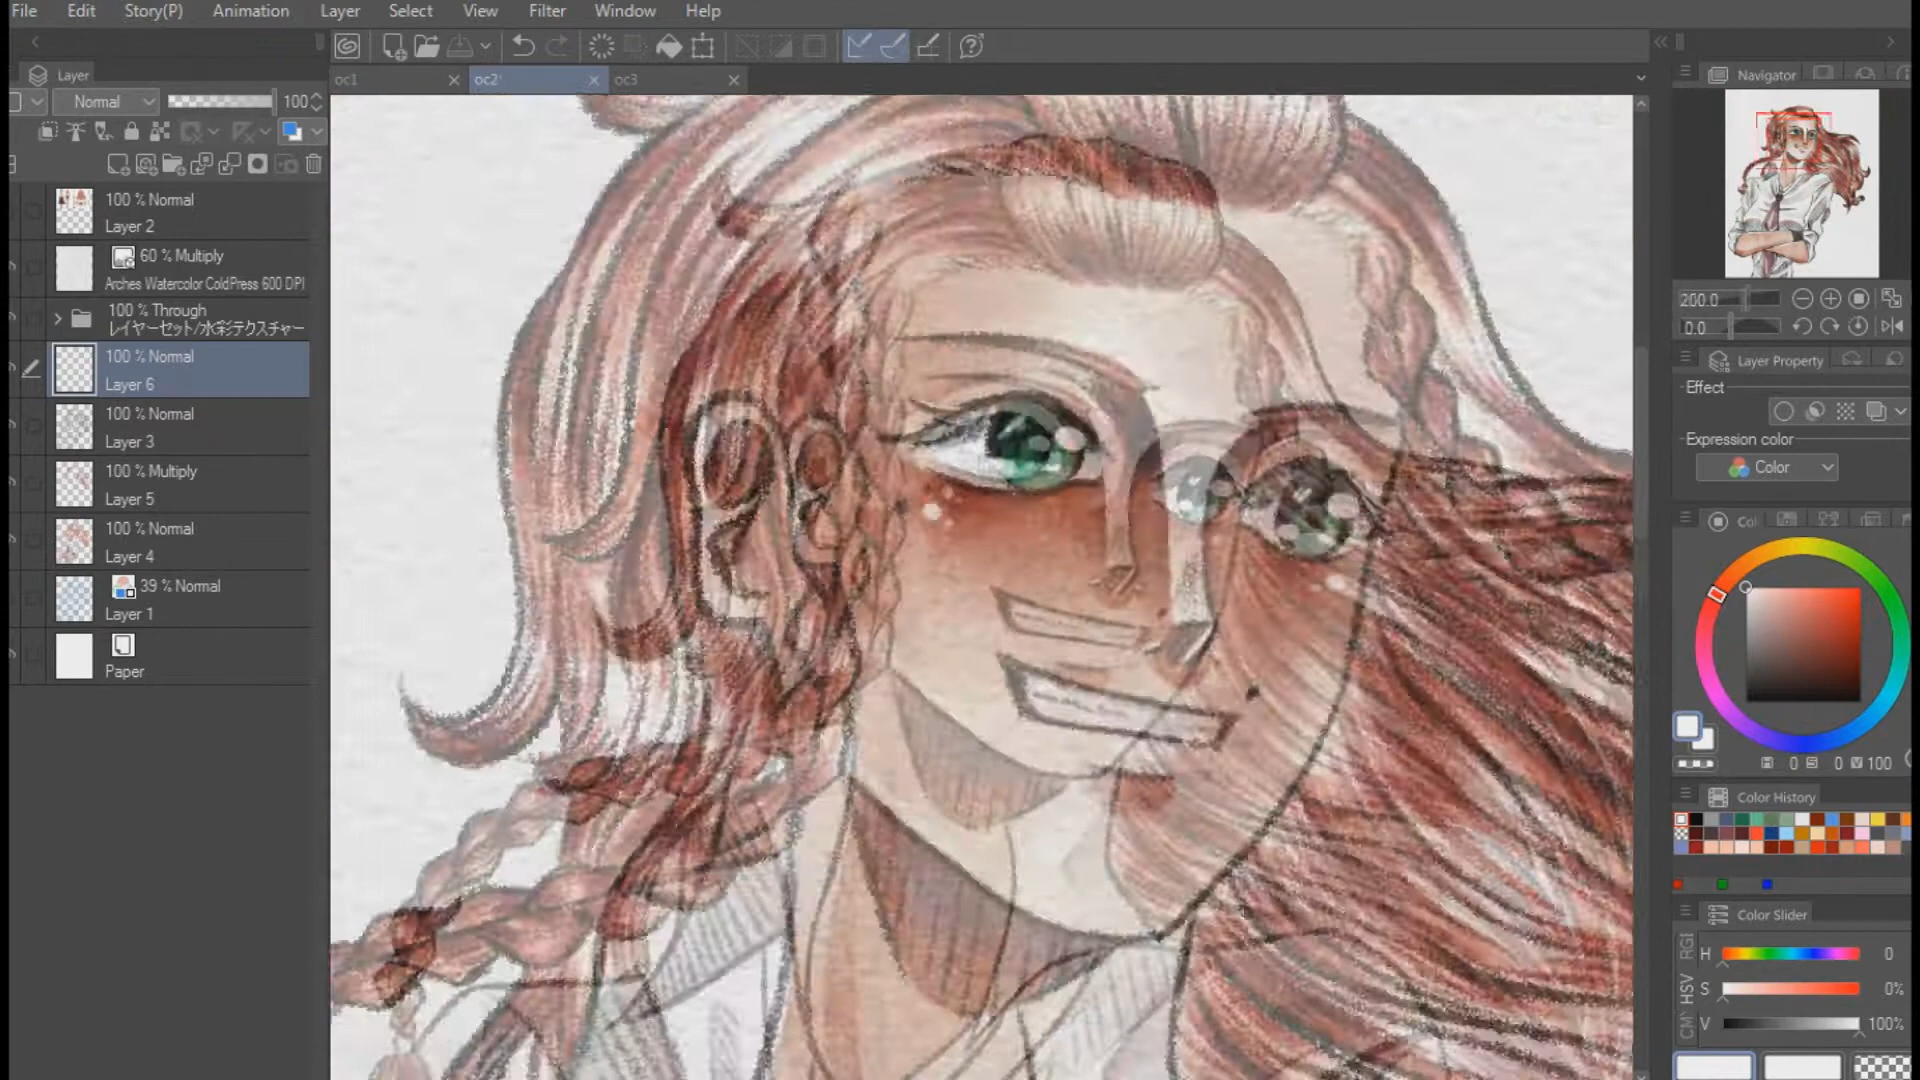 File Edit Story(P) Animation Layer Select View Filter Window Help
oc1 oc2 oc3
Layer
Normal 100
100 % Normal
Layer 2
60 % Multiply
Arches Watercolor ColdPress 600 DPI
100 % Through
レイヤーセット/水彩テクスチャー
100 % Normal
Layer 6
100 % Normal
Layer 3
100 % Multiply
Layer 5
100 % Normal
Layer 4
39 % Normal
Layer 1
Paper
Navigator
200.0
0.0
Layer Property
Effect
Expression color
Color
Col
H 0 S 0 V 100
Color History
Color Slider
RGB
HSV
CM
H 0
S 0%
V 100%